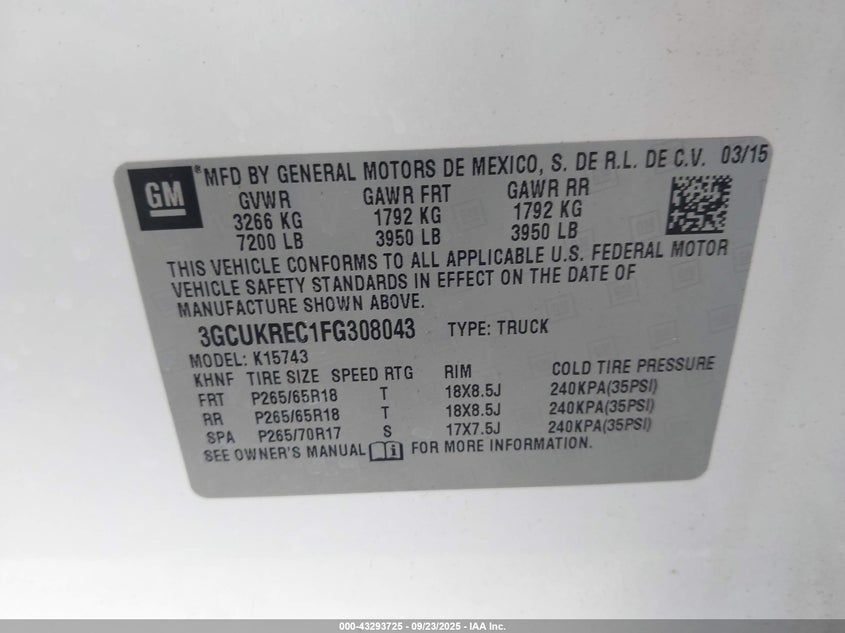 GM ® MFD BY GENERAL MOTORS DE MEXICO, S. DE R.L. DE C.V. 03/15
GVWR GAWR FRT GAWR RR
3266 KG 1792 KG 1792 KG
7200 LB 3950 LB 3950 LB
THIS VEHICLE CONFORMS TO ALL APPLICABLE U.S. FEDERAL MOTOR
VEHICLE SAFETY STANDARDS IN EFFECT ON THE DATE OF
MANUFACTURE SHOWN ABOVE.
3GCUKREC1FG308043 TYPE: TRUCK
MODEL: K15743
KHNF TIRE SIZE SPEED RTG RIM COLD TIRE PRESSURE
FRT P265/65R18 T 18X8.5J 240KPA(35PSI)
RR P265/65R18 T 18X8.5J 240KPA(35PSI)
SPA P265/70R17 S 17X7.5J 240KPA(35PSI)
SEE OWNER'S MANUAL i FOR MORE INFORMATION.
000-43293725 - 09/23/2025 - IAA Inc.